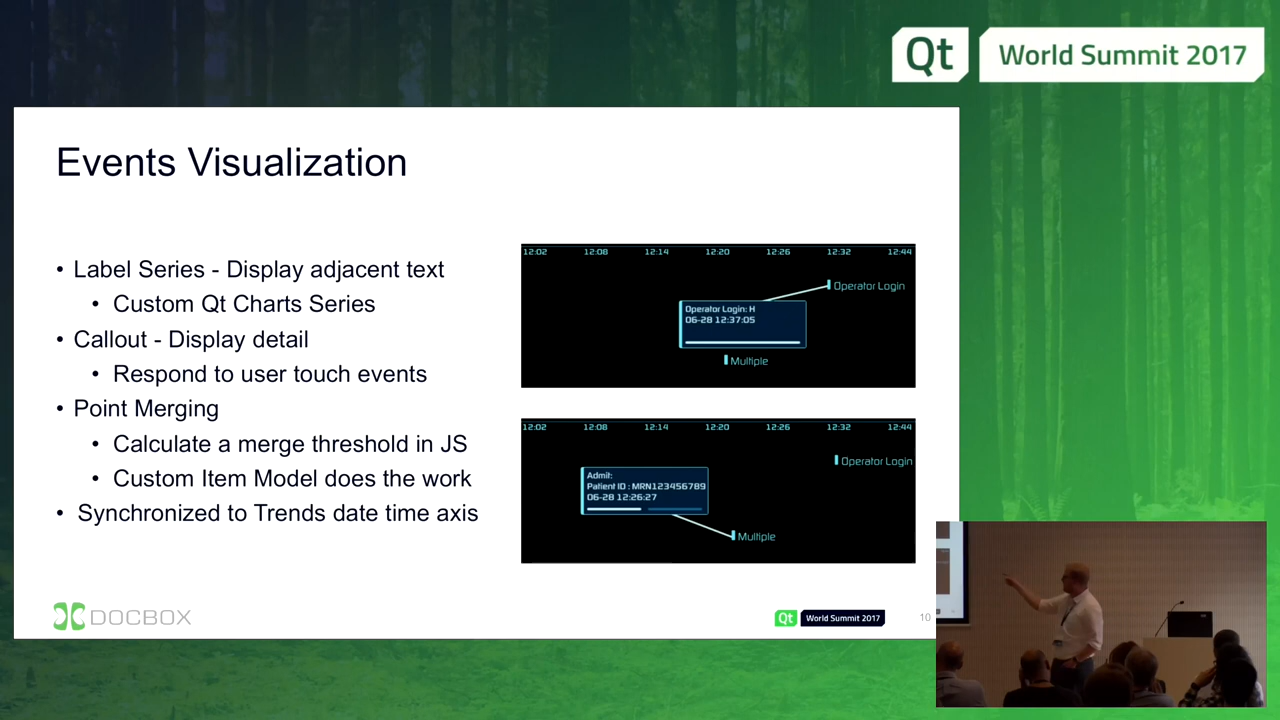 Qt World Summit 2017
Events Visualization
• Label Series - Display adjacent text
• Custom Qt Charts Series
• Callout - Display detail
• Respond to user touch events
• Point Merging
• Calculate a merge threshold in JS
• Custom Item Model does the work
• Synchronized to Trends date time axis
12:02 12:08 12:14 12:20 12:26 12:32 12:44
Operator Login
Operator Login: H
06-28 12:37:05
Multiple
12:02 12:08 12:14 12:20 12:26 12:32 12:44
Operator Login
Admit:
Patient ID : MRN123456789
06-28 12:26:27
Multiple
DOCBOX
Qt World Summit 2017
10